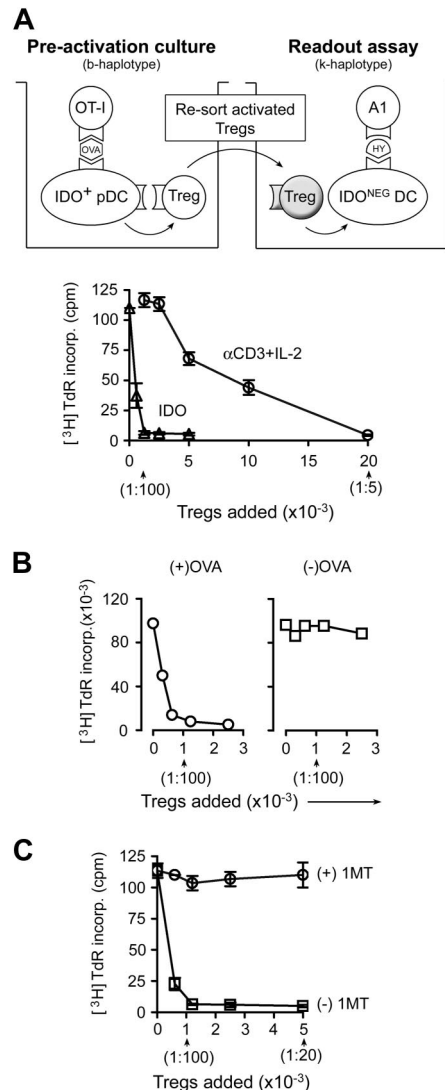 A
Pre-activation culture
(b-haplotype)
Readout assay
(k-haplotype)
OT-I
OVA
IDO+ pDC
Treg
Re-sort activated
Tregs
A1
HY
Treg
IDONEG DC
[3H] TdR incorp. (cpm)
125
100
75
50
25
0
αCD3+IL-2
IDO
0 5 10 15 20
(1:100) (1:5)
Tregs added (x10-3)
B
(+)OVA (-)OVA
[3H] TdR incorp.(x10-3)
120
80
40
0
0 1 2 3 0 1 2 3
(1:100) (1:100)
Tregs added (x10-3)
C
[3H] TdR incorp. (cpm)
125
100
75
50
25
0
(+) 1MT
(-) 1MT
0 1 2 3 4 5
(1:100) (1:20)
Tregs added (x10-3)